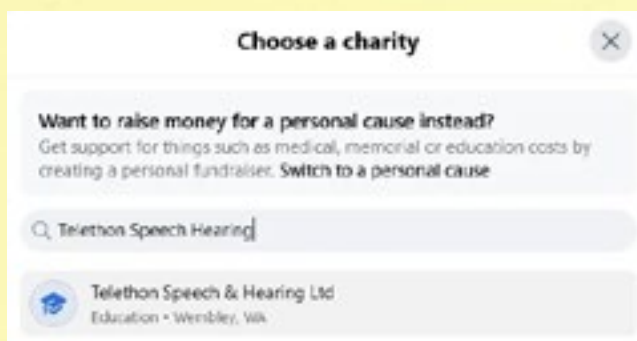 Choose a charity
Want to raise money for a personal cause instead?
Get support for things such as medical, memorial or education costs by
creating a personal fundraiser. Switch to a personal cause
Telethon Speech Hearing
Telethon Speech & Hearing Ltd
Education • Wembley, WA